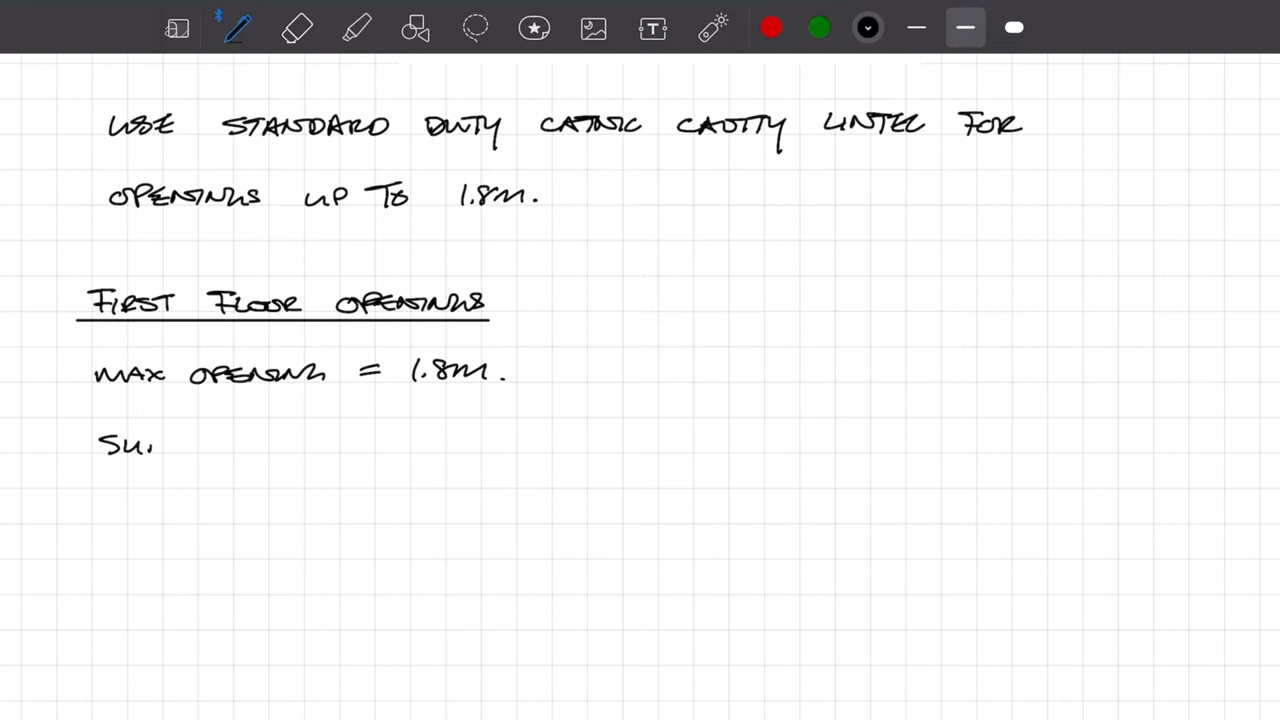 USE STANDARD DUTY CATNIC CAVITY LINTEL FOR
OPENINGS UP TO 1.8m.
FIRST FLOOR OPENINGS
MAX OPENING = 1.8m.